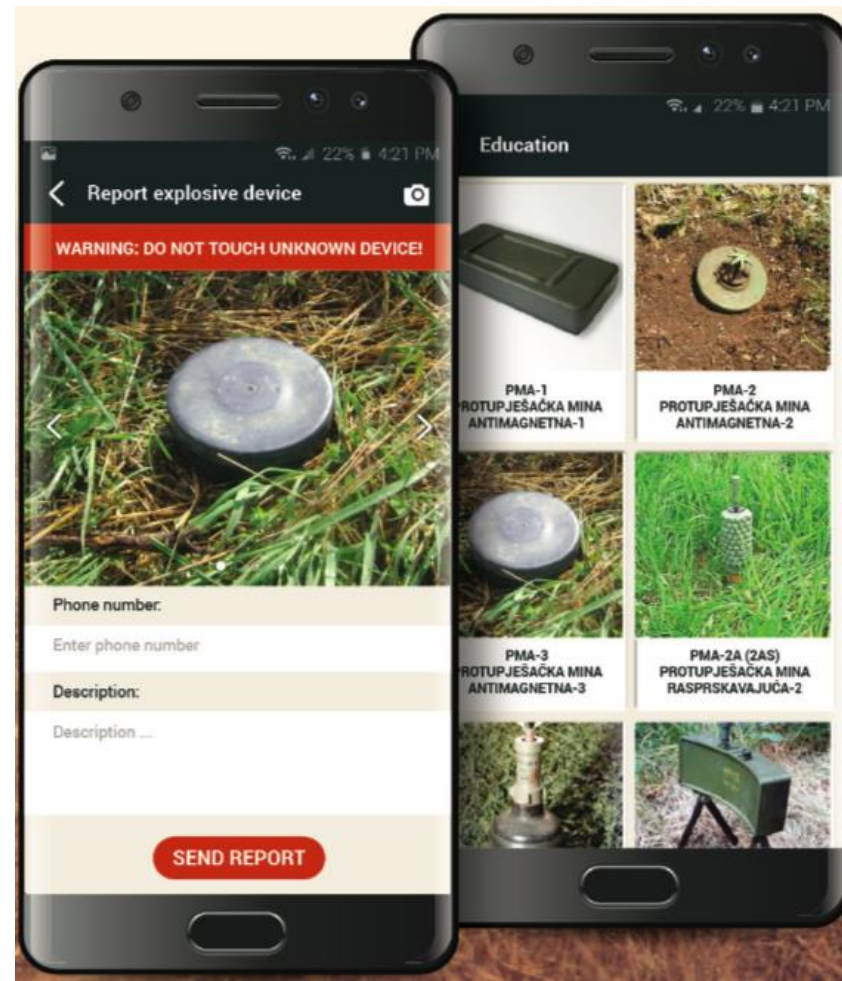 22% 4:21 PM
Report explosive device
WARNING: DO NOT TOUCH UNKNOWN DEVICE!
Phone number:
Enter phone number
Description:
Description ...
SEND REPORT
22% 4:21 PM
Education
PMA-1
ROTUPJEŠAČKA MINA
ANTIMAGNETNA-1
PMA-2
PROTUPJEŠAČKA MINA
ANTIMAGNETNA-2
PMA-3
ROTUPJEŠAČKA MINA
ANTIMAGNETNA-3
PMA-2A (2AS)
PROTUPJEŠAČKA MINA
RASPRSKAVAJUĆA-2